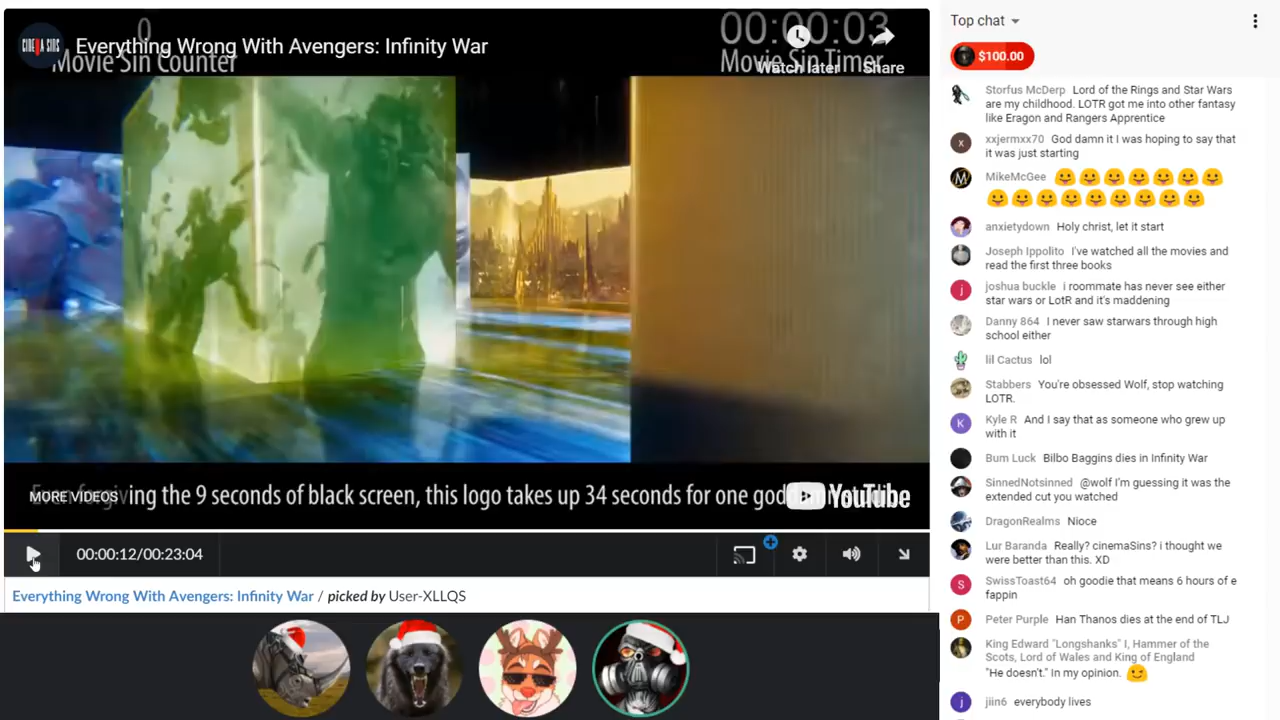 CINEMA SINS
Everything Wrong With Avengers: Infinity War
0
Movie Sin Counter
00:00:03
Movie Sin Timer
Watch later
Share
MORE VIDEOS
ing the 9 seconds of black screen, this logo takes up 34 seconds for one
YouTube
00:00:12/00:23:04
Everything Wrong With Avengers: Infinity War / picked by User-XLLQS
Top chat
$100.00
Storfus McDerp Lord of the Rings and Star Wars
are my childhood. LOTR got me into other fantasy
like Eragon and Rangers Apprentice
x
xxjermxx70 God damn it I was hoping to say that
it was just starting
M
MikeMcGee 😛😛😛😛😛😛😛
😛😛😛😛😛😛😛😛😛
anxietydown Holy christ, let it start
Joseph Ippolito I've watched all the movies and
read the first three books
j
joshua buckle i roommate has never see either
star wars or LotR and it's maddening
Danny 864 I never saw starwars through high
school either
lil Cactus lol
Stabbers You're obsessed Wolf, stop watching
LOTR.
K
Kyle R And I say that as someone who grew up
with it
Bum Luck Bilbo Baggins dies in Infinity War
SinnedNotsinned @wolf I'm guessing it was the
extended cut you watched
DragonRealms Nioce
Lur Baranda Really? cinemaSins? i thought we
were better than this. XD
S
SwissToast64 oh goodie that means 6 hours of e
fappin
P
Peter Purple Han Thanos dies at the end of TLJ
King Edward "Longshanks" I, Hammer of the
Scots, Lord of Wales and King of England
"He doesn't." In my opinion. 😉
j
jiin6 everybody lives